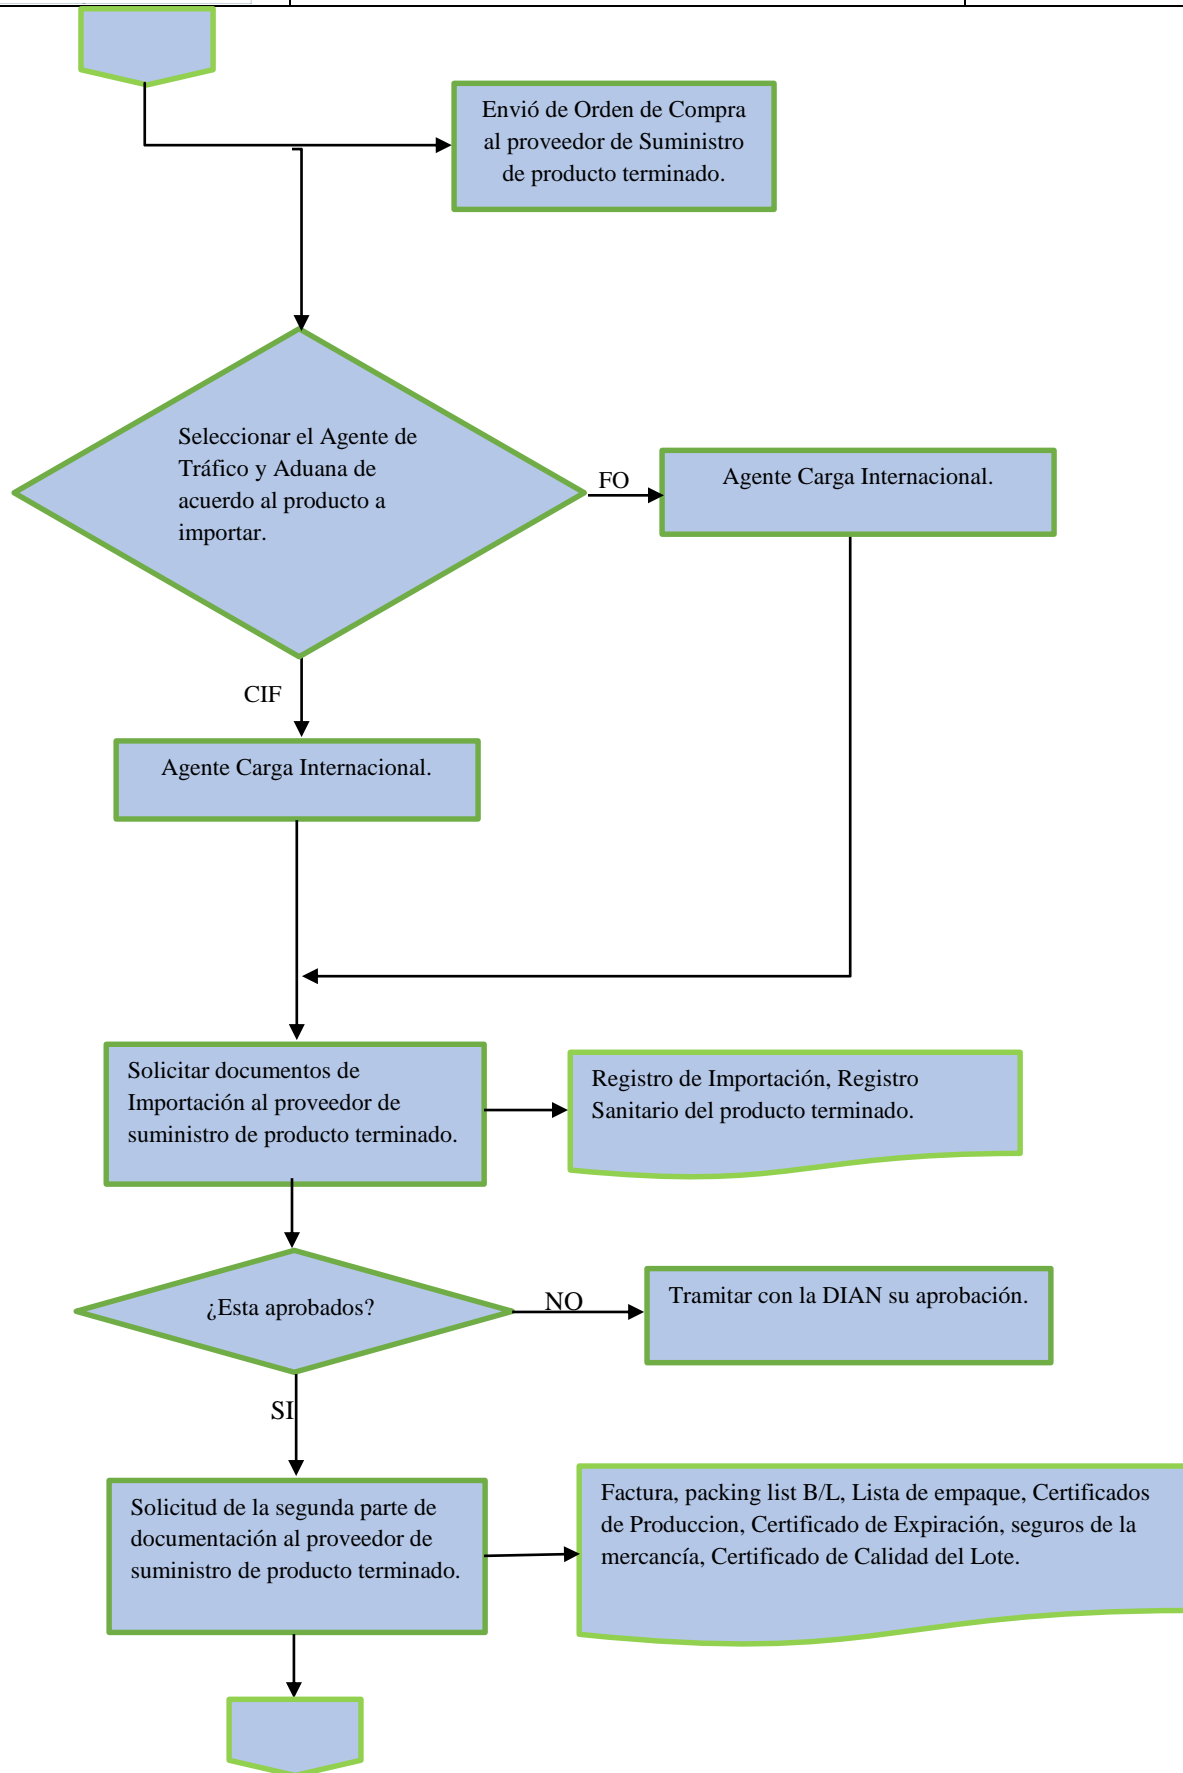 Envió de Orden de Compra
al proveedor de Suministro
de producto terminado.
Seleccionar el Agente de
Tráfico y Aduana de
acuerdo al producto a
importar.
FO
Agente Carga Internacional.
CIF
Agente Carga Internacional.
Solicitar documentos de
Importación al proveedor de
suministro de producto terminado.
Registro de Importación, Registro
Sanitario del producto terminado.
¿Esta aprobados?
NO
Tramitar con la DIAN su aprobación.
SI
Solicitud de la segunda parte de
documentación al proveedor de
suministro de producto terminado.
Factura, packing list B/L, Lista de empaque, Certificados
de Produccion, Certificado de Expiración, seguros de la
mercancía, Certificado de Calidad del Lote.